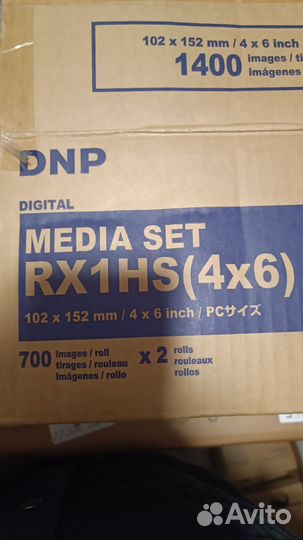 102 x 152 mm / 4 x 6 inch
1400 images /
imágenes
DNP
DIGITAL
MEDIA SET
RX1HS(4x6)
102 x 152 mm / 4 x 6 inch / PCサイズ
700 images / roll
tirages / rouleau
imágenes / rollo
x 2 rolls
rouleaux
rollos
Avito